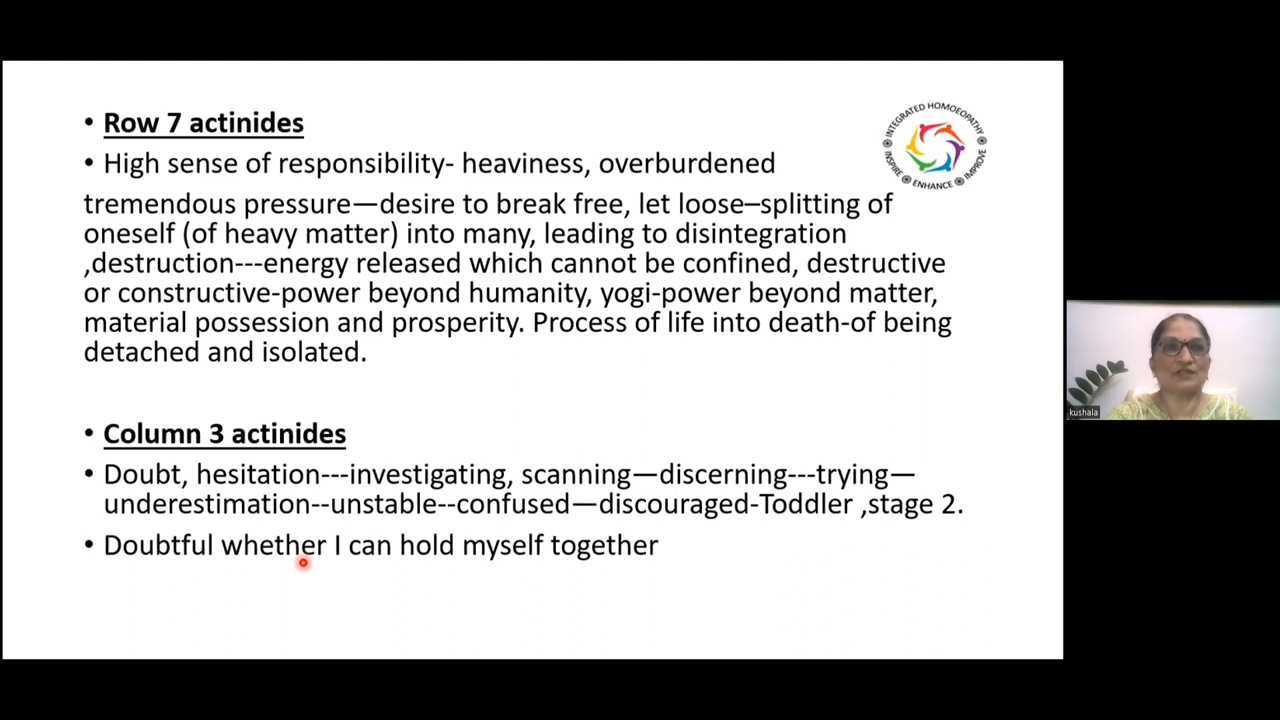 • Row 7 actinides
• High sense of responsibility- heaviness, overburdened
tremendous pressure—desire to break free, let loose–splitting of
oneself (of heavy matter) into many, leading to disintegration
,destruction---energy released which cannot be confined, destructive
or constructive-power beyond humanity, yogi-power beyond matter,
material possession and prosperity. Process of life into death-of being
detached and isolated.
• Column 3 actinides
• Doubt, hesitation---investigating, scanning—discerning---trying—
underestimation--unstable--confused—discouraged-Toddler ,stage 2.
• Doubtful whether I can hold myself together
INTEGRATED HOMOEOPATHY
INSPIRE
ENHANCE
IMPROVE
kushala